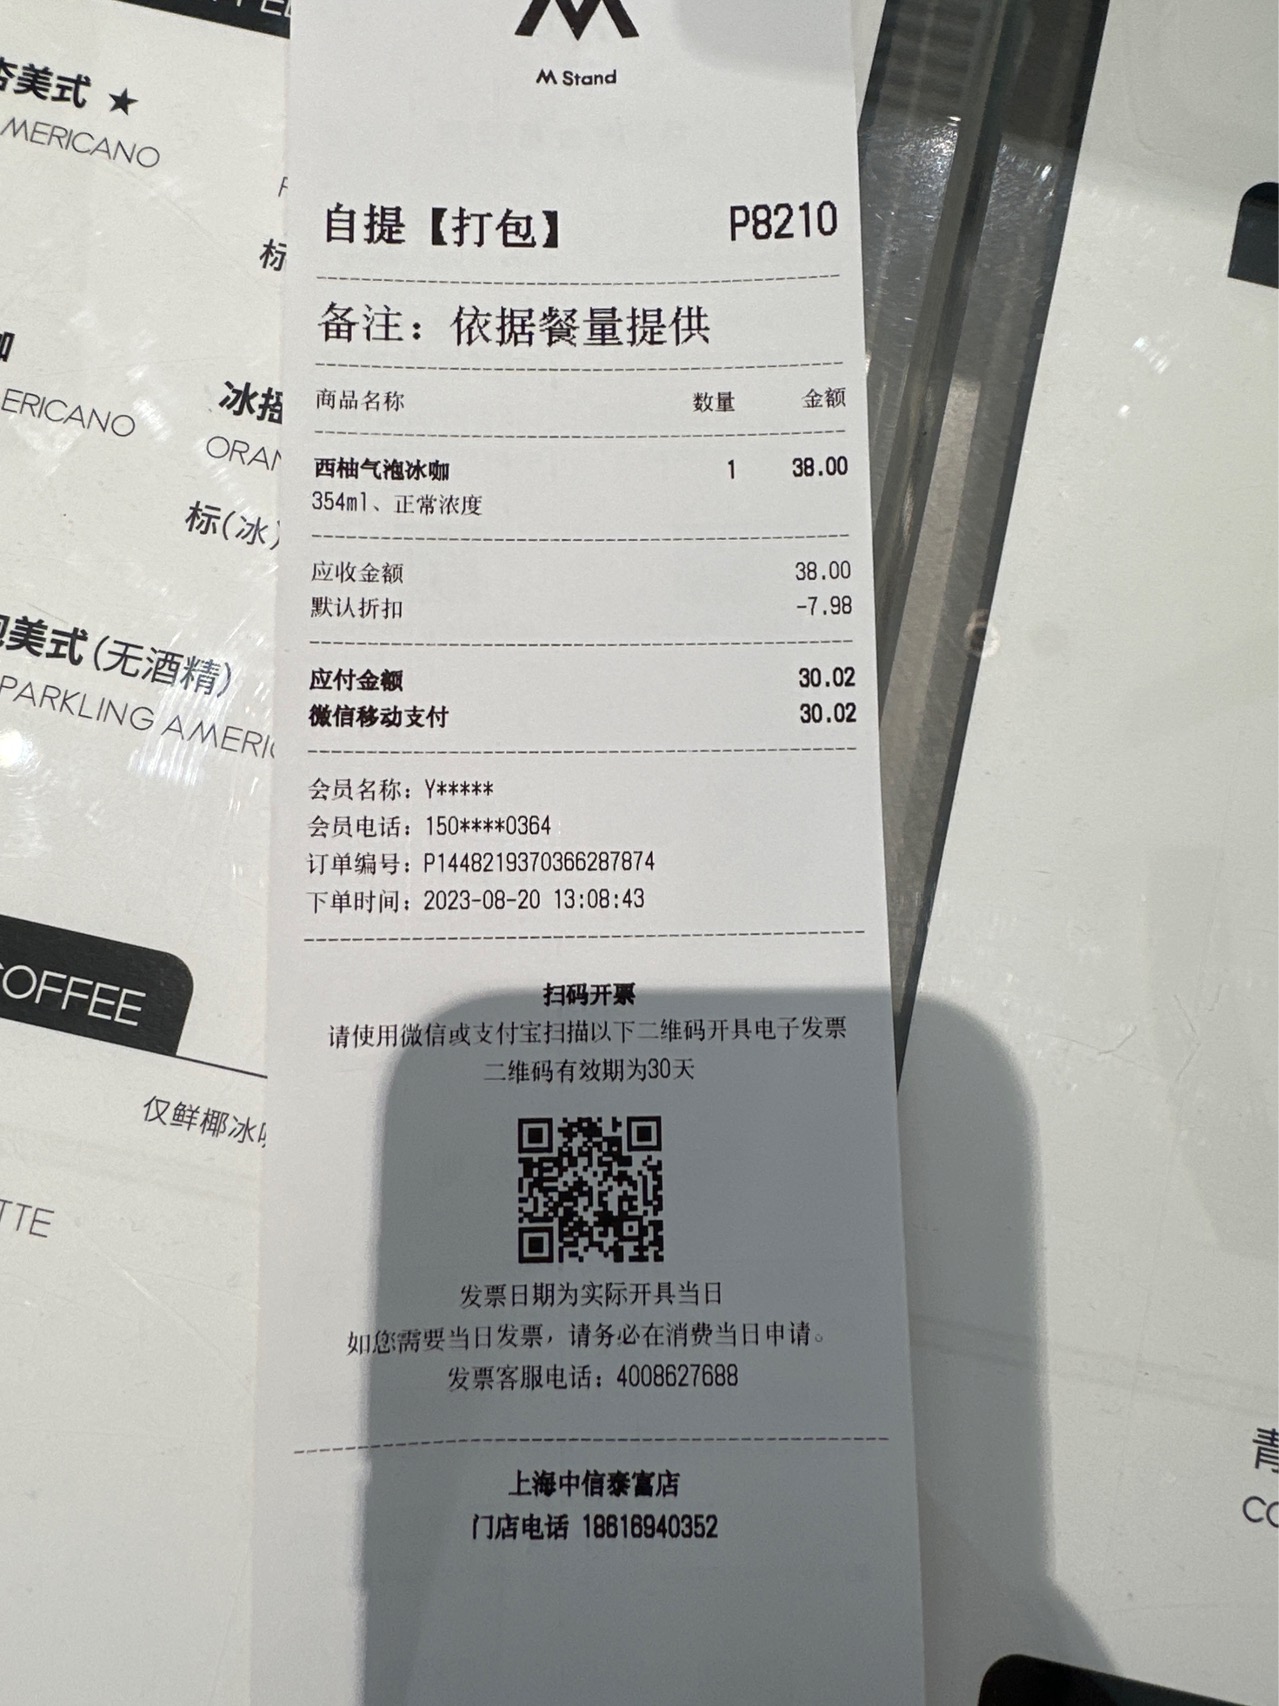 M Stand
美式 ★
MERICANO
自提【打包】 P8210
标
备注：依据餐量提供
ERICANO
冰搭
商品名称 数量 金额
西柚气泡冰咖 1 38.00
354ml、正常浓度
标(冰)
应收金额 38.00
默认折扣 -7.98
美式(无酒精)
PARKLING AMERIC
应付金额 30.02
微信移动支付 30.02
会员名称：Y*****
会员电话：150****0364
订单编号：P1448219370366287874
下单时间：2023-08-20 13:08:43
COFFEE
扫码开票
请使用微信或支付宝扫描以下二维码开具电子发票
二维码有效期为30天
仅鲜椰冰
TTE
发票日期为实际开具当日
如您需要当日发票，请务必在消费当日申请。
发票客服电话：4008627688
上海中信泰富店
门店电话 18616940352
青
CO